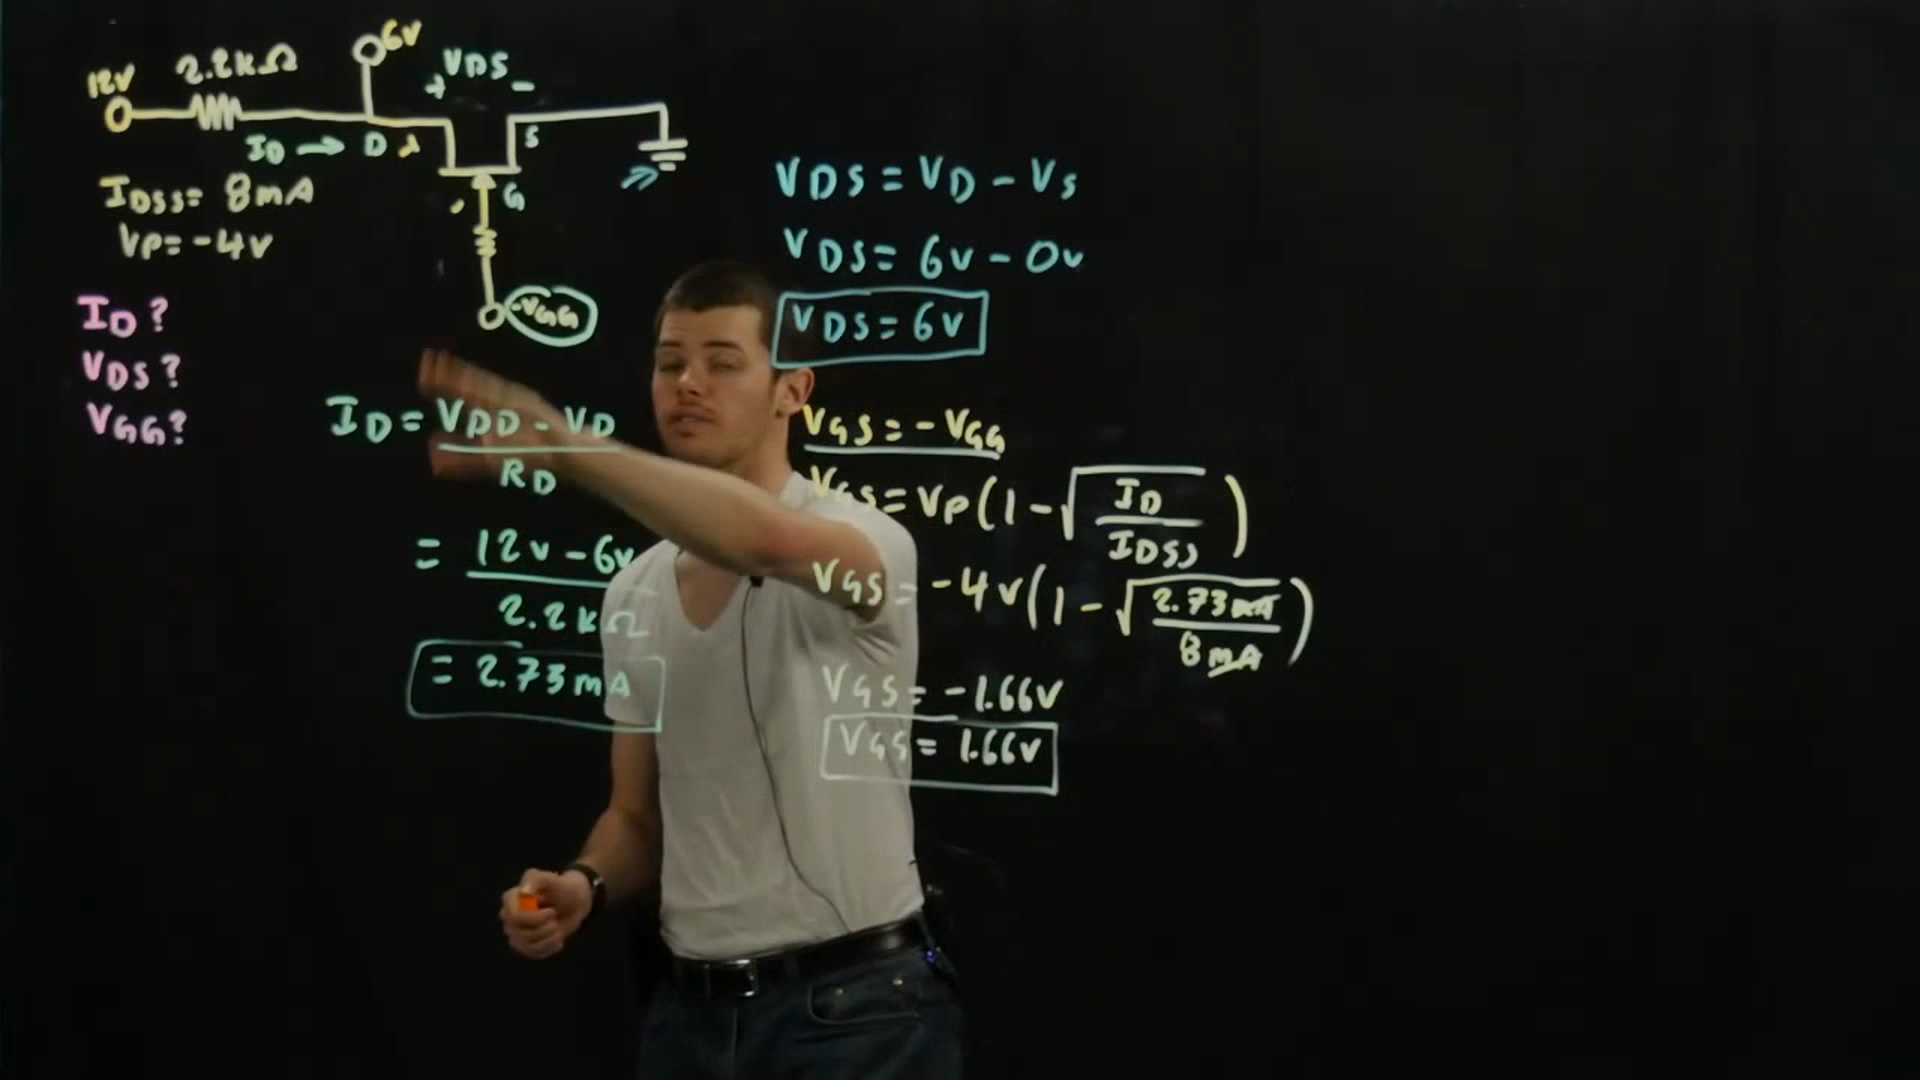 12V
2.2KΩ
6V
+ VDS -
ID → D
S
G
IDSS = 8mA
VP = -4V
-VGG
ID?
VDS?
VGG?
ID = VDD - VD
RD
= 12V - 6V
2.2KΩ
= 2.73mA
VDS = VD - VS
VDS = 6V - 0V
VDS = 6V
VGS = -VGG
VGS = VP(1 - √ID
IDSS)
VGS = -4V(1 - √2.73mA
8mA)
VGS = -1.66V
VGS = 1.66V